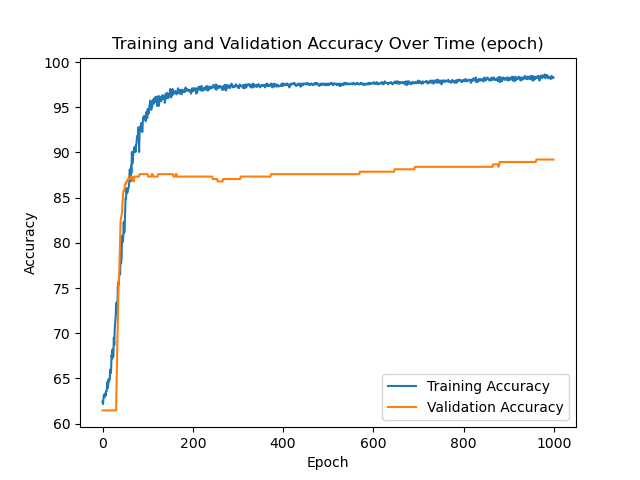 Training and Validation Accuracy Over Time (epoch)
100
95
90
85
80
75
70
65
60
Accuracy
Training Accuracy
Validation Accuracy
0 200 400 600 800 1000
Epoch